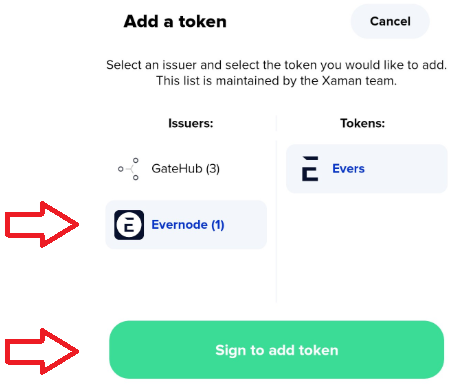 Add a token
Cancel
Select an issuer and select the token you would like to add.
This list is maintained by the Xaman team.
Issuers:
Tokens:
GateHub (3)
Evers
Evernode (1)
Sign to add token